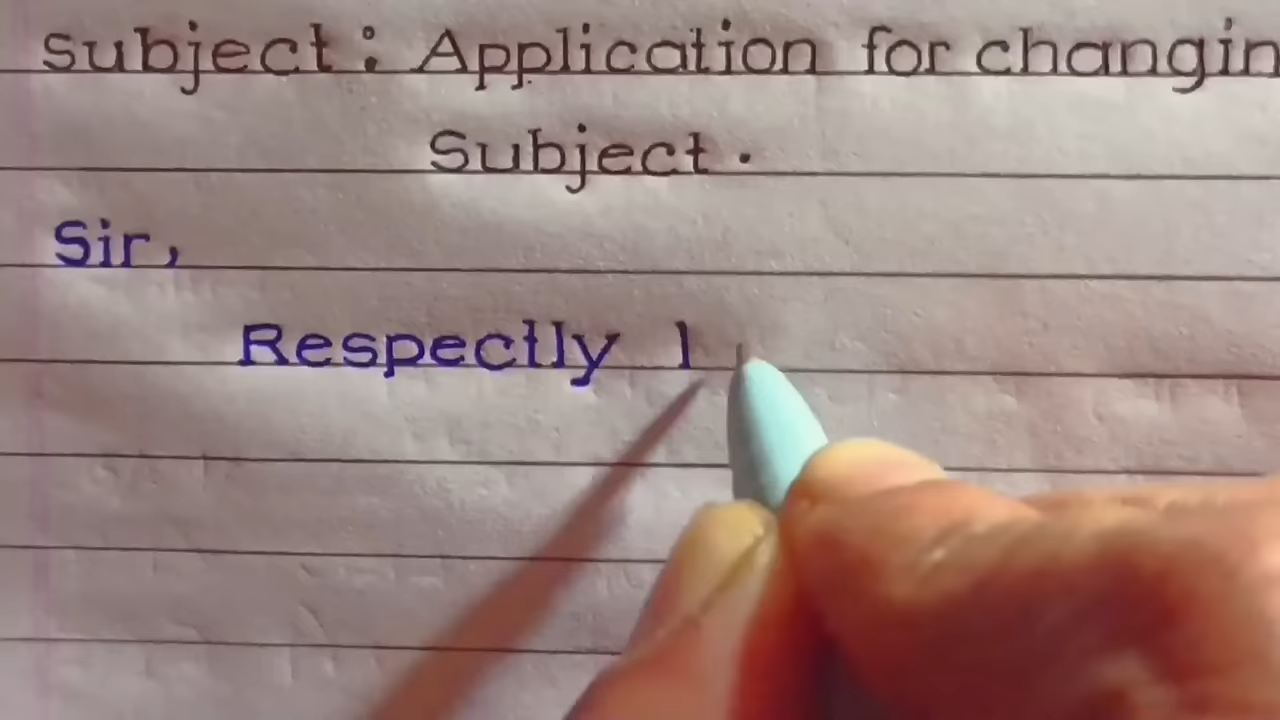 Subject: Application for changin
Subject.
Sir,
Respectly I